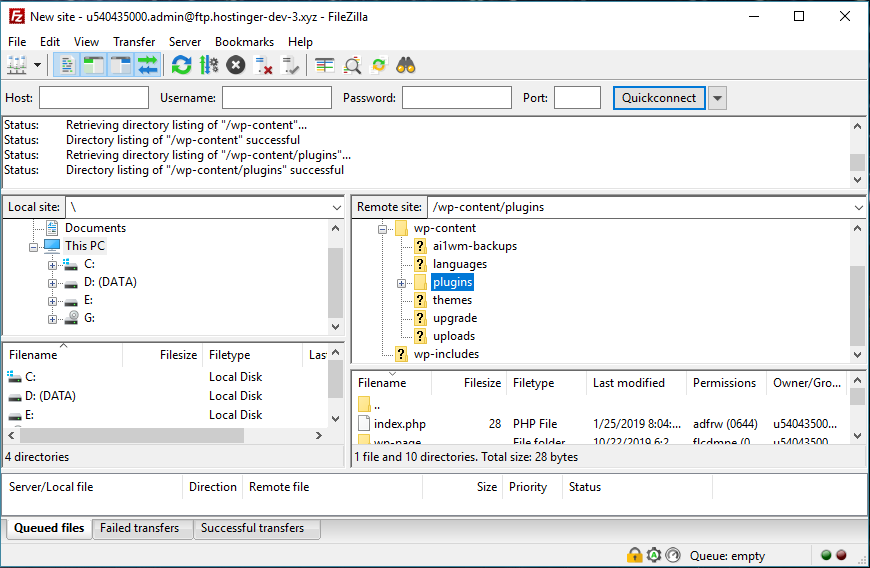 New site - u540435000.admin@ftp.hostinger-dev-3.xyz - FileZilla
File Edit View Transfer Server Bookmarks Help
Host: Username: Password: Port: Quickconnect
Status: Retrieving directory listing of "/wp-content"...
Status: Directory listing of "/wp-content" successful
Status: Retrieving directory listing of "/wp-content/plugins"...
Status: Directory listing of "/wp-content/plugins" successful
Local site: \
Documents
This PC
C:
D: (DATA)
E:
G:
Filename Filesize Filetype Las
C: Local Disk
D: (DATA) Local Disk
E: Local Disk
4 directories
Remote site: /wp-content/plugins
wp-content
ai1wm-backups
languages
plugins
themes
upgrade
uploads
wp-includes
Filename Filesize Filetype Last modified Permissions Owner/Gro...
..
index.php 28 PHP File 1/25/2019 8:04:... adfrw (0644) u54043500...
wp-page File folder 10/22/2019 6:2 flcdmpe (0 u54043500
1 file and 10 directories. Total size: 28 bytes
Server/Local file Direction Remote file Size Priority Status
Queued files Failed transfers Successful transfers
Queue: empty